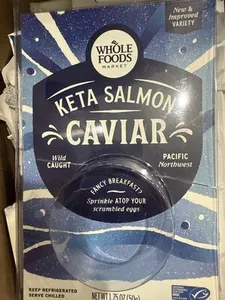 New &
Improved
VARIETY
WHOLE
FOODS
MARKET
KETA SALMON
CAVIAR
Wild
CAUGHT
PACIFIC
Northwest
FANCY BREAKFAST?
Sprinkle ATOP YOUR
scrambled eggs
KEEP REFRIGERATED
SERVE CHILLED
NET WT 1.75 OZ (50g)